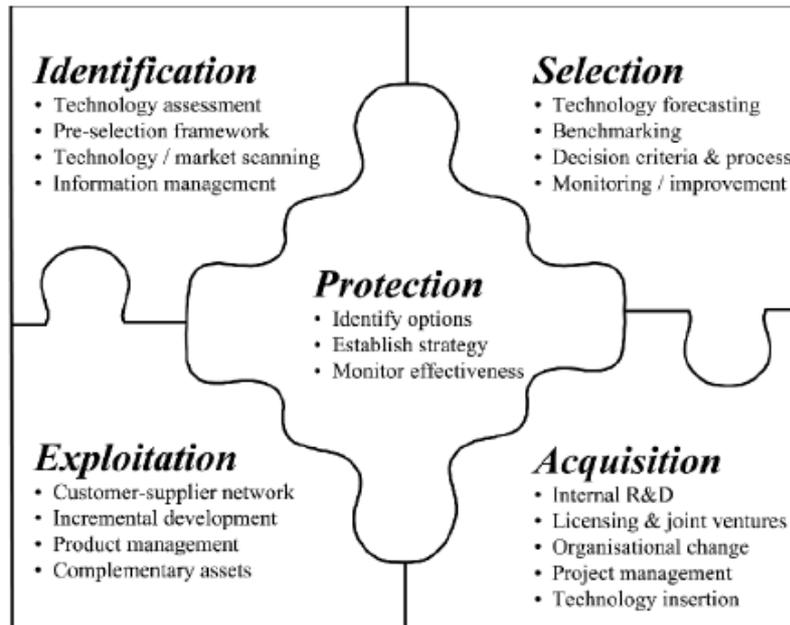 Identification
• Technology assessment
• Pre-selection framework
• Technology / market scanning
• Information management
Selection
• Technology forecasting
• Benchmarking
• Decision criteria & process
• Monitoring / improvement
Protection
• Identify options
• Establish strategy
• Monitor effectiveness
Exploitation
• Customer-supplier network
• Incremental development
• Product management
• Complementary assets
Acquisition
• Internal R&D
• Licensing & joint ventures
• Organisational change
• Project management
• Technology insertion